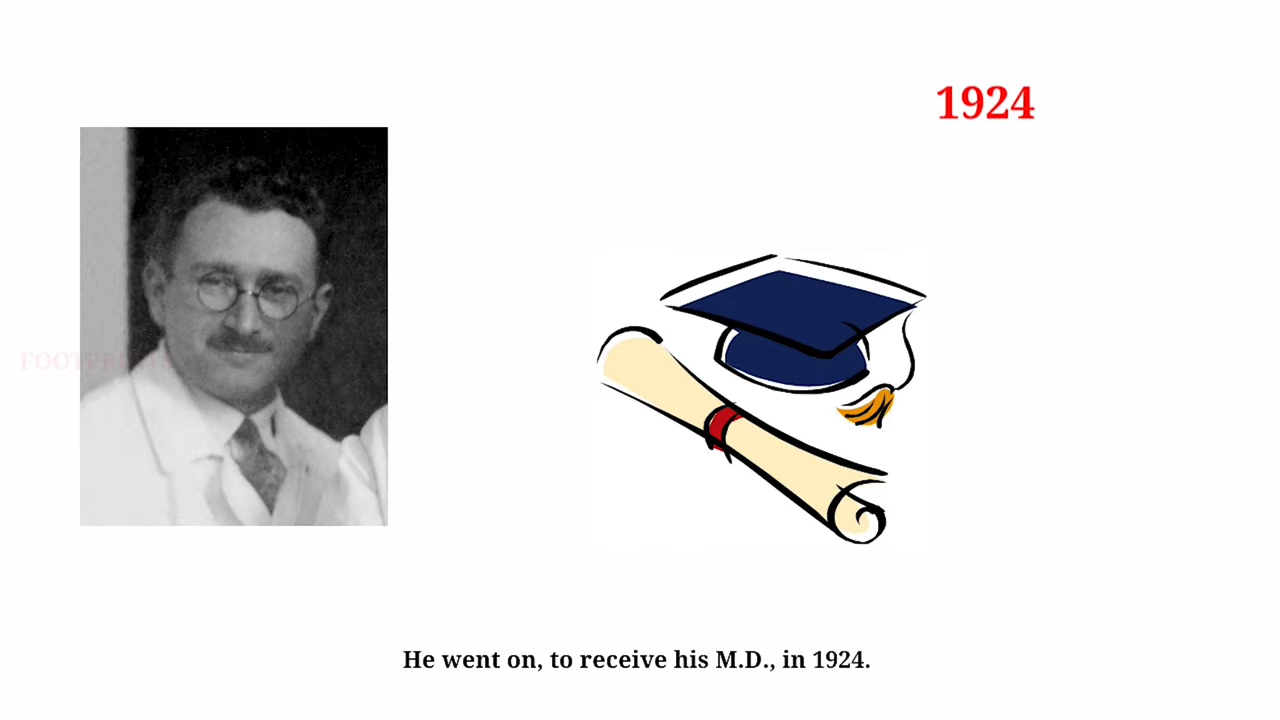 1924
He went on, to receive his M.D., in 1924.